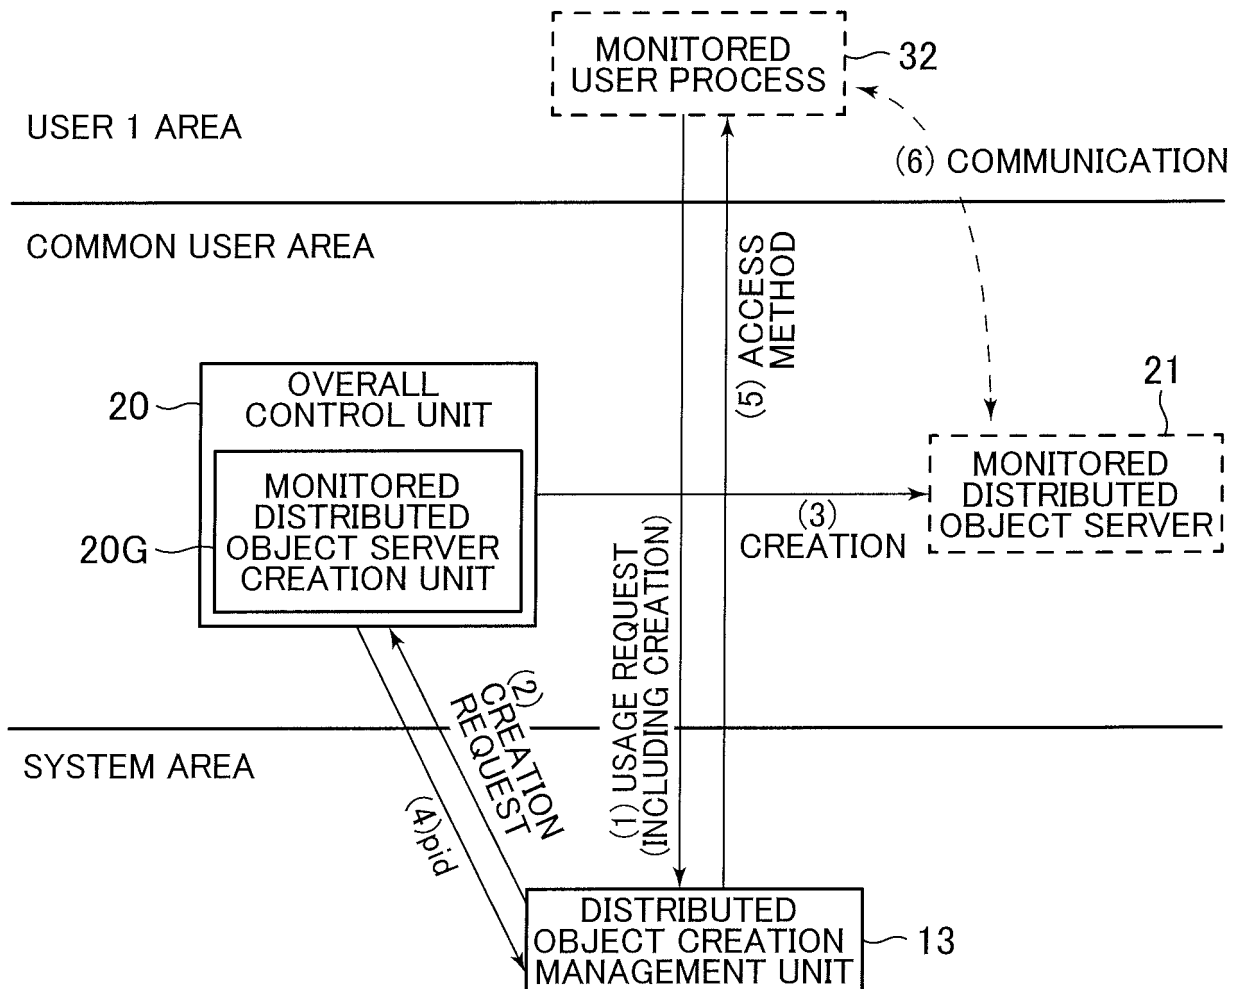 MONITORED
USER PROCESS
32
USER 1 AREA
(6) COMMUNICATION
COMMON USER AREA
(5) ACCESS
METHOD
20
OVERALL
CONTROL UNIT
21
20G
MONITORED
DISTRIBUTED
OBJECT SERVER
CREATION UNIT
(3)
CREATION
MONITORED
DISTRIBUTED
OBJECT SERVER
(1) USAGE REQUEST
(INCLUDING CREATION)
(2)
CREATION
REQUEST
SYSTEM AREA
(4)pid
DISTRIBUTED
OBJECT CREATION
MANAGEMENT UNIT
13